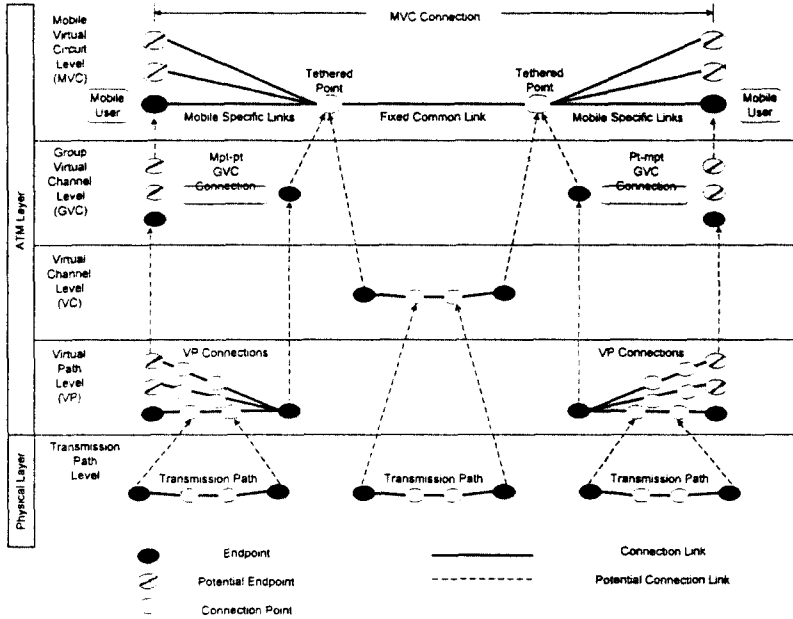 Mobile
Virtual
Circuit
Level
(MVC)
MVC Connection
Tethered
Point
Tethered
Point
Mobile
User
Mobile Specific Links
Fixed Common Link
Mobile Specific Links
Mobile
User
ATM Layer
Group
Virtual
Channel
Level
(GVC)
Mpt-pt
GVC
Connection
Pt-mpt
GVC
Connection
Virtual
Channel
Level
(VC)
Virtual
Path
Level
(VP)
VP Connections
VP Connections
Physical Layer
Transmission
Path
Level
Transmission Path
Transmission Path
Transmission Path
Endpoint
Connection Link
Potential Endpoint
Potential Connection Link
Connection Point